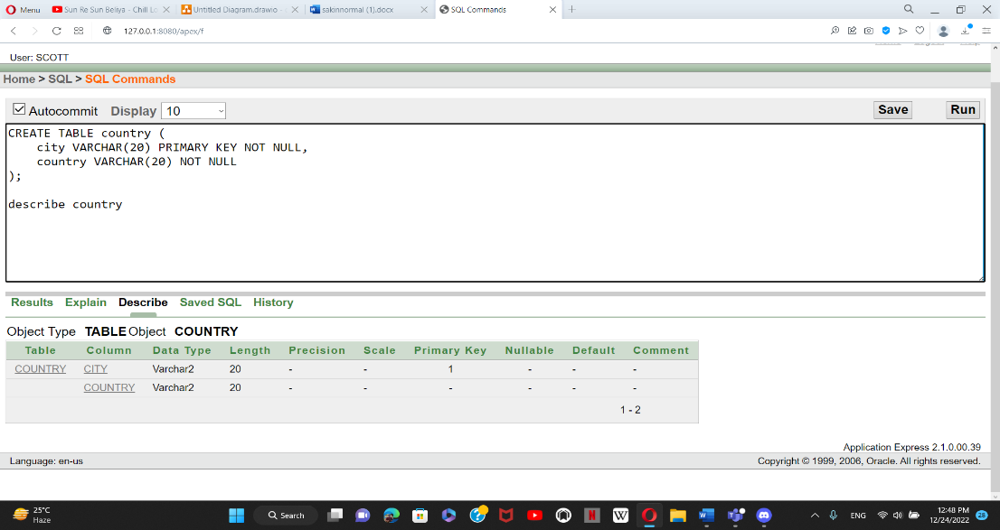 Menu Sun Re Sun Beliya - Chill Lo Untitled Diagram.drawio - sakinnormal (1).docx SQL Commands
127.0.0.1:8080/apex/f
User: SCOTT
Home > SQL > SQL Commands
Autocommit Display 10 Save Run
CREATE TABLE country (
city VARCHAR(20) PRIMARY KEY NOT NULL,
country VARCHAR(20) NOT NULL
);
describe country
Results Explain Describe Saved SQL History
Object Type TABLE Object COUNTRY
Table Column Data Type Length Precision Scale Primary Key Nullable Default Comment
COUNTRY CITY Varchar2 20 - - 1 - - -
COUNTRY Varchar2 20 - - - - - -
1 - 2
Application Express 2.1.0.00.39
Language: en-us Copyright © 1999, 2006, Oracle. All rights reserved.
25°C
Haze
Search
ENG
12:48 PM
12/24/2022
28